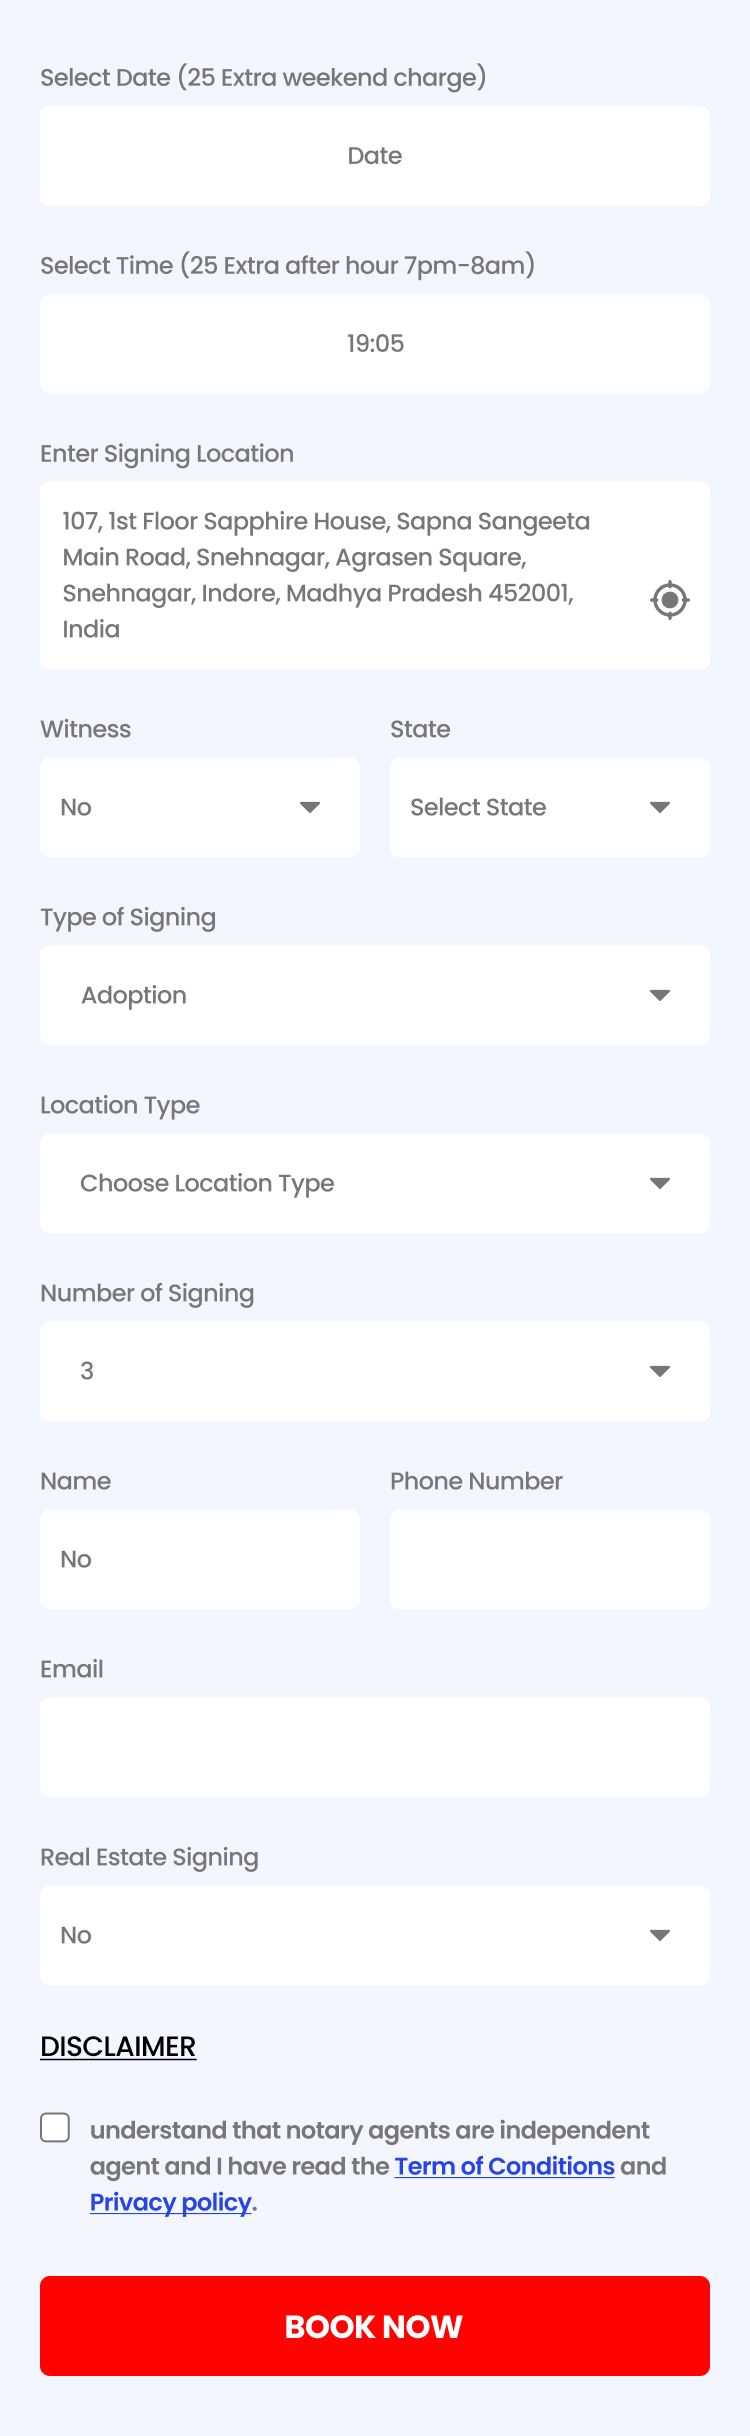 Select Date (25 Extra weekend charge)
Date
Select Time (25 Extra after hour 7pm-8am)
19:05
Enter Signing Location
107, 1st Floor Sapphire House, Sapna Sangeeta
Main Road, Snehnagar, Agrasen Square,
Snehnagar, Indore, Madhya Pradesh 452001,
India
Witness
State
No
Select State
Type of Signing
Adoption
Location Type
Choose Location Type
Number of Signing
3
Name
Phone Number
No
Email
Real Estate Signing
No
DISCLAIMER
understand that notary agents are independent
agent and I have read the Term of Conditions and
Privacy policy.
BOOK NOW